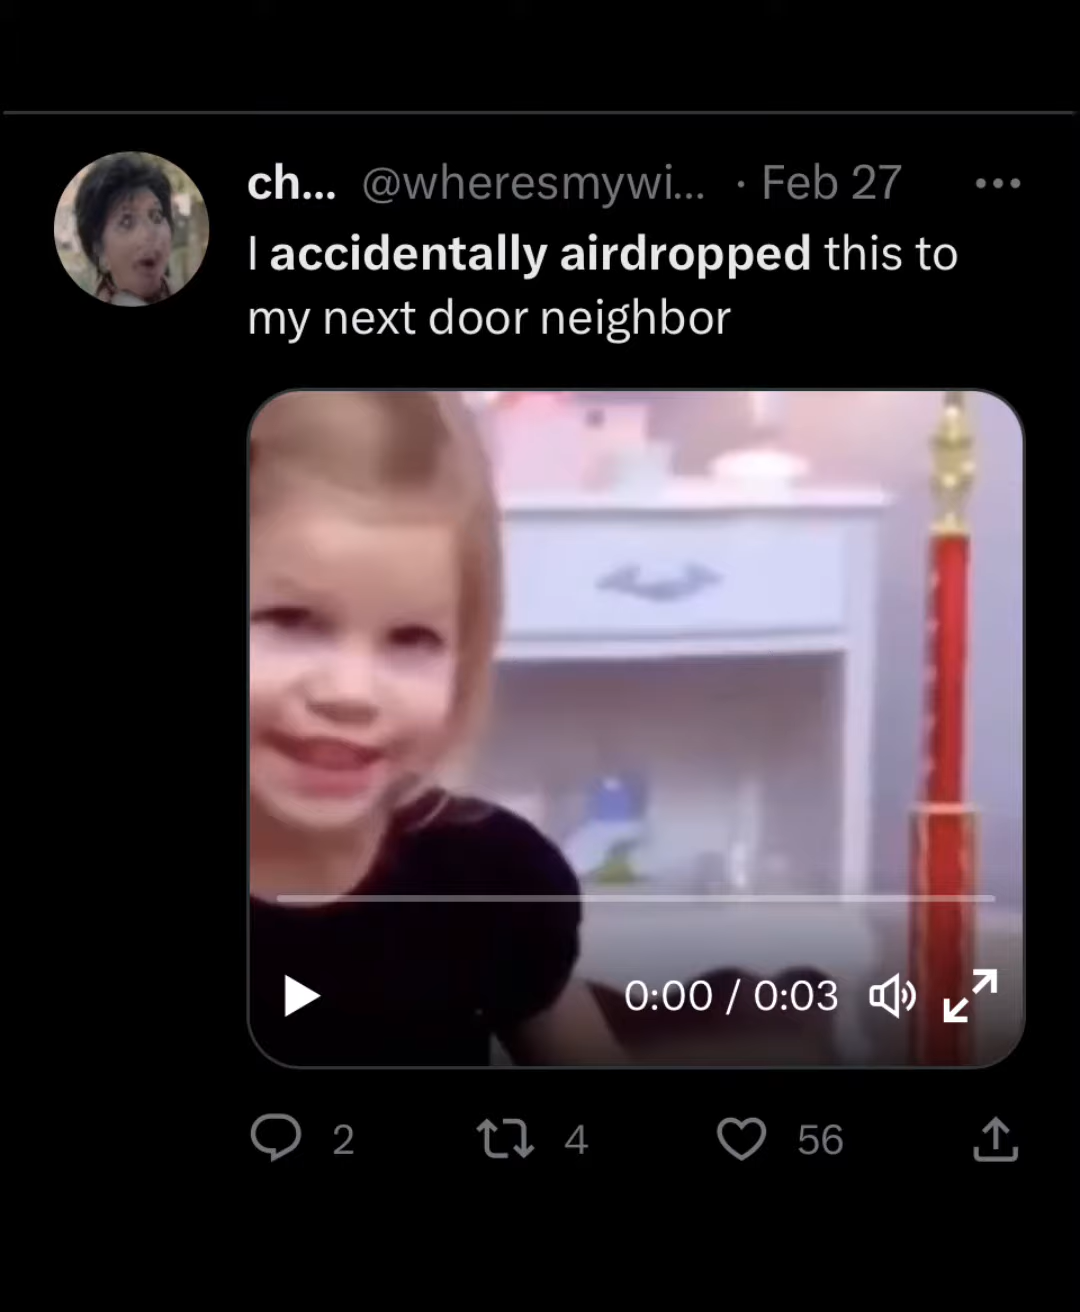 ch... @wheresmywi... · Feb 27
I accidentally airdropped this to
my next door neighbor
0:00 / 0:03
2 4 56